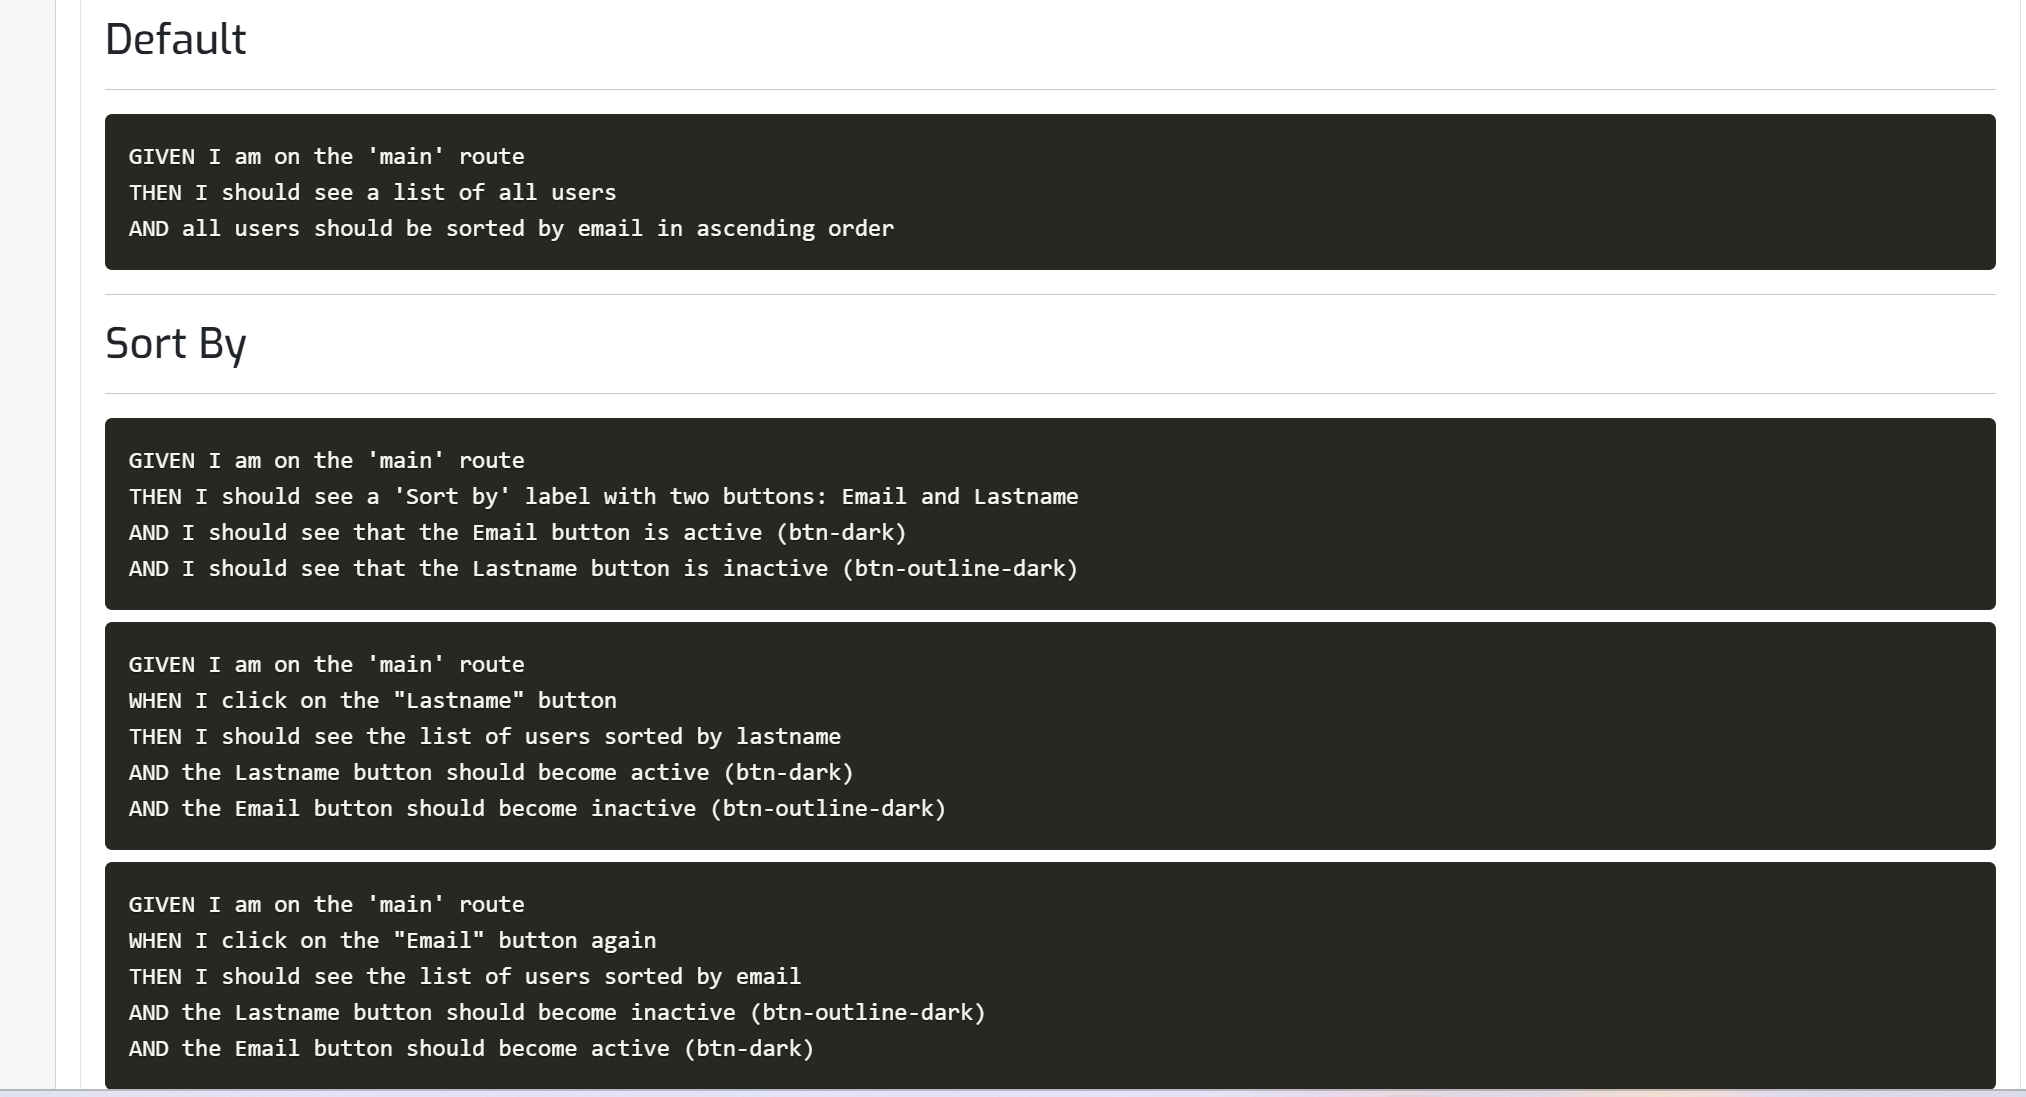 Default
GIVEN I am on the 'main' route
THEN I should see a list of all users
AND all users should be sorted by email in ascending order
Sort By
GIVEN I am on the 'main' route
THEN I should see a 'Sort by' label with two buttons: Email and Lastname
AND I should see that the Email button is active (btn-dark)
AND I should see that the Lastname button is inactive (btn-outline-dark)
GIVEN I am on the 'main' route
WHEN I click on the "Lastname" button
THEN I should see the list of users sorted by lastname
AND the Lastname button should become active (btn-dark)
AND the Email button should become inactive (btn-outline-dark)
GIVEN I am on the 'main' route
WHEN I click on the "Email" button again
THEN I should see the list of users sorted by email
AND the Lastname button should become inactive (btn-outline-dark)
AND the Email button should become active (btn-dark)